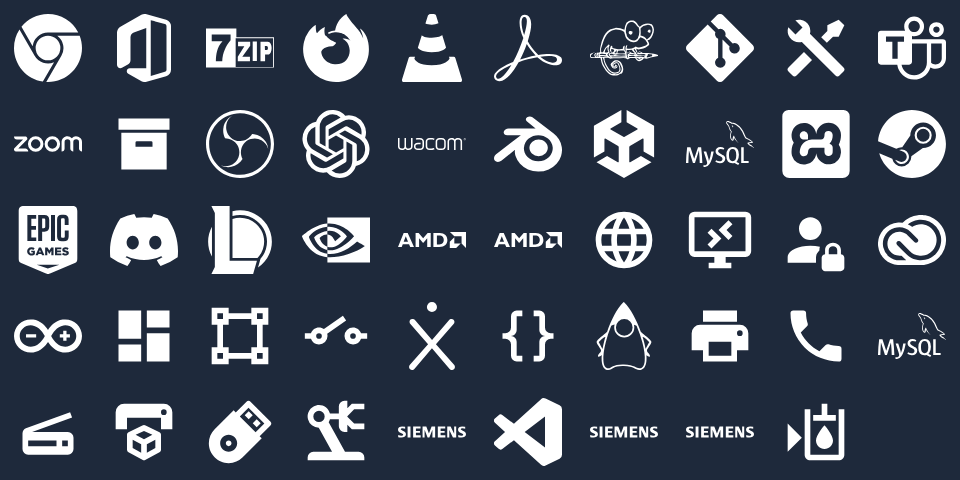 7ZIP
T
zoom
wacom
MySQL
EPIC
GAMES
AMD
AMD
MySQL
SIEMENS
SIEMENS
SIEMENS